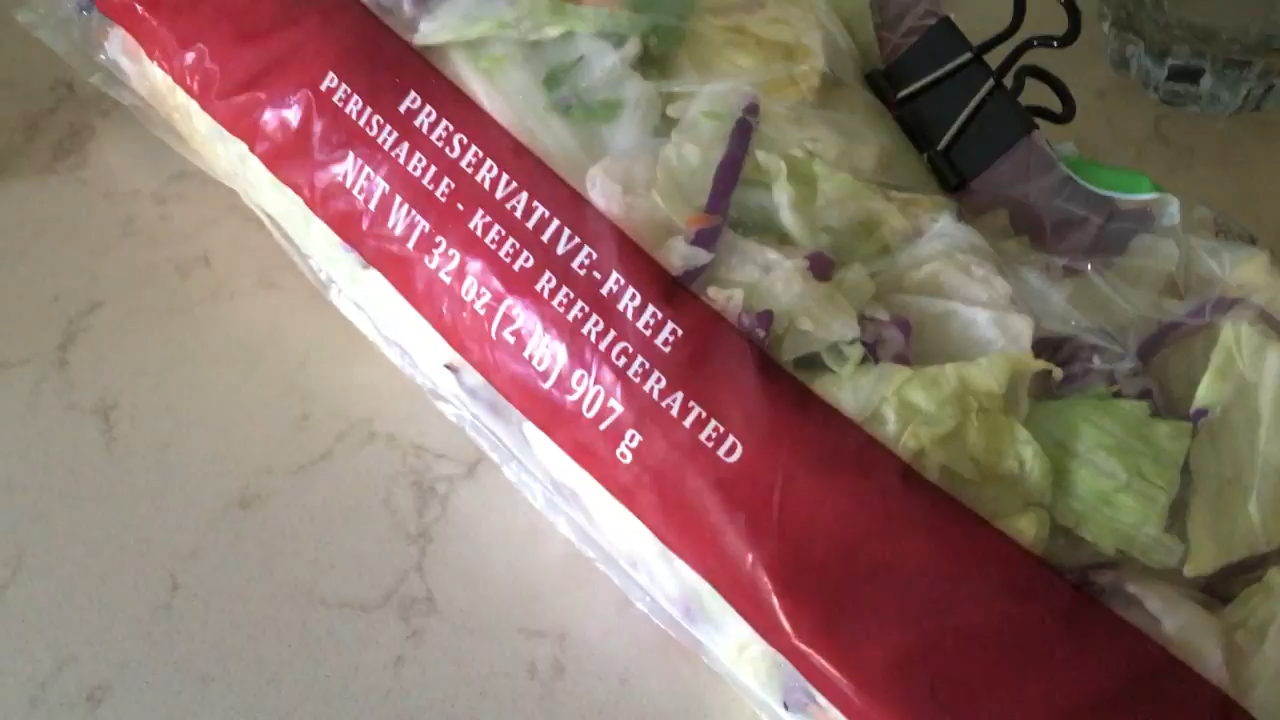 PRESERVATIVE-FREE
PERISHABLE - KEEP REFRIGERATED
NET WT 32 oz (2 lb) 907 g